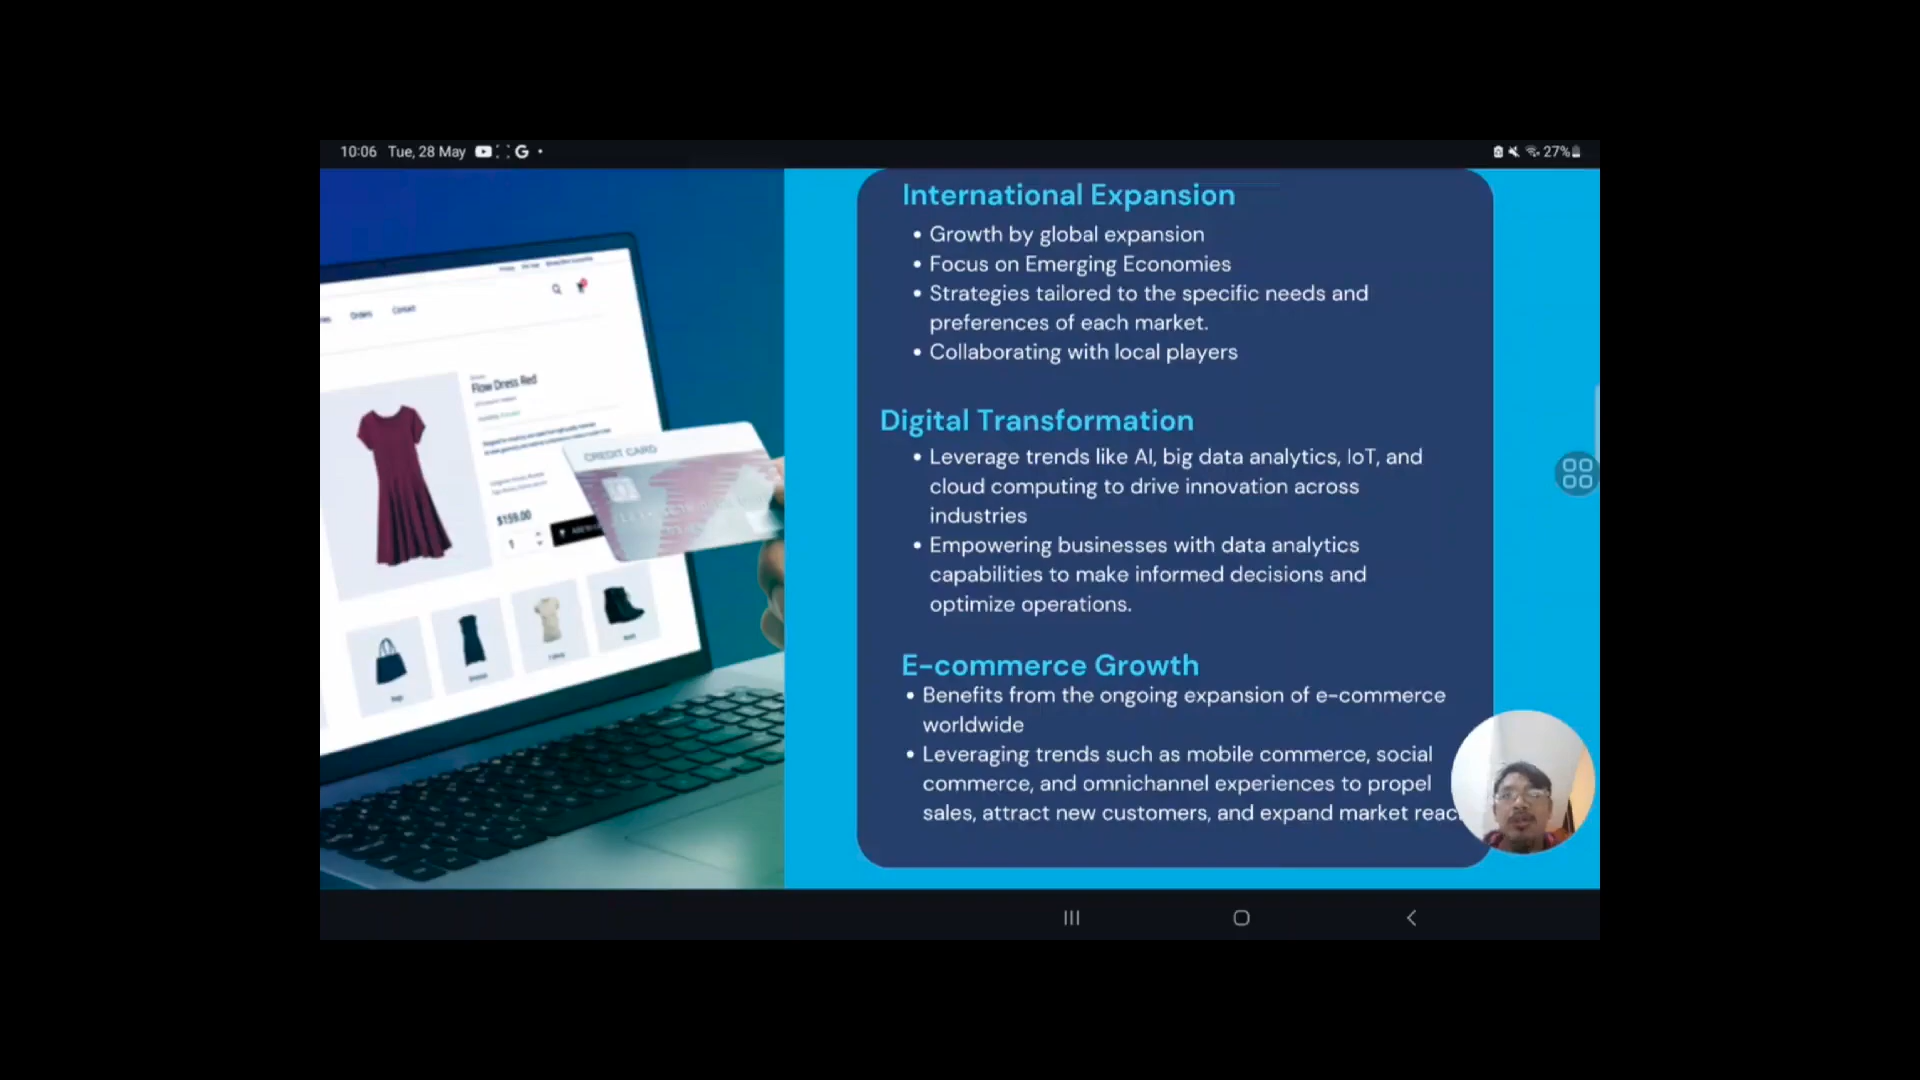 10:06 Tue, 28 May G
27%
International Expansion
• Growth by global expansion
• Focus on Emerging Economies
• Strategies tailored to the specific needs and
preferences of each market.
• Collaborating with local players
Digital Transformation
• Leverage trends like AI, big data analytics, IoT, and
cloud computing to drive innovation across
industries
• Empowering businesses with data analytics
capabilities to make informed decisions and
optimize operations.
E-commerce Growth
• Benefits from the ongoing expansion of e-commerce
worldwide
• Leveraging trends such as mobile commerce, social
commerce, and omnichannel experiences to propel
sales, attract new customers, and expand market reac
Orders Contact
Flow Dress Red
$159.00
1
CREDIT CARD